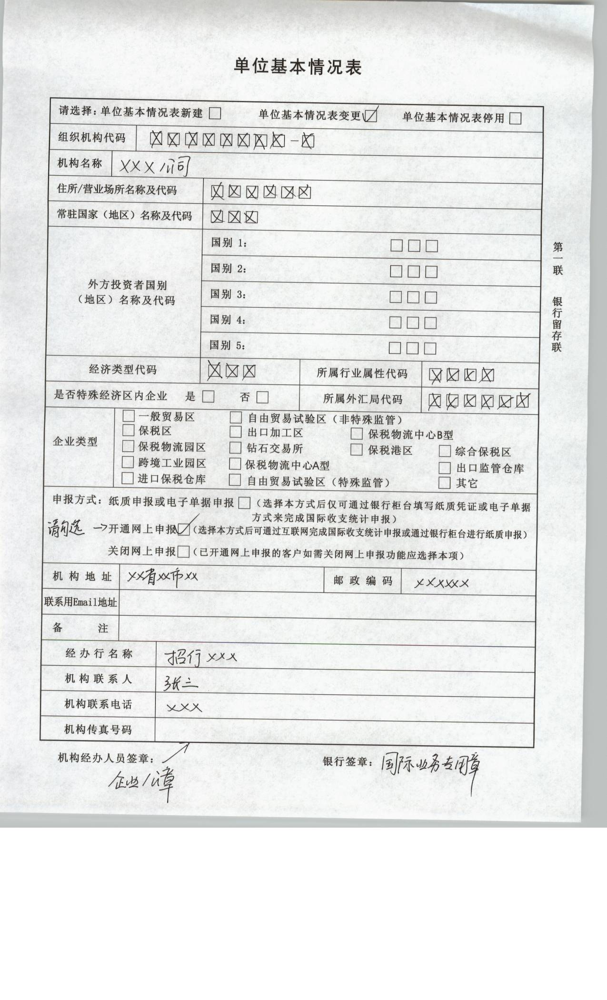 单位基本情况表
请选择：单位基本情况表新建□ 单位基本情况表变更☑ 单位基本情况表停用□
组织机构代码 XXXXXXXX-X
机构名称 XXX公司
住所/营业场所名称及代码 XXXXXX
常驻国家（地区）名称及代码 XXX
外方投资者国别
（地区）名称及代码
国别 1： □□□
国别 2： □□□
国别 3： □□□
国别 4： □□□
国别 5： □□□
经济类型代码 XXX 所属行业属性代码 XXXX
是否特殊经济区内企业 是□ 否□ 所属外汇局代码 XXXXXX
企业类型
□一般贸易区 □自由贸易试验区（非特殊监管）
□保税区 □出口加工区 □保税物流中心B型
□保税物流园区 □钻石交易所 □保税港区 □综合保税区
□跨境工业园区 □保税物流中心A型 □出口监管仓库
□进口保税仓库 □自由贸易试验区（特殊监管） □其它
申报方式：纸质申报或电子单据申报□（选择本方式后仅可通过银行柜台填写纸质凭证或电子单据
方式来完成国际收支统计申报）
请勾选 →开通网上申报☑（选择本方式后可通过互联网完成国际收支统计申报或通过银行柜台进行纸质申报）
关闭网上申报□（已开通网上申报的客户如需关闭网上申报功能应选择本项）
机构地址 XX省XX市XX 邮政编码 XXXXXX
联系用Email地址
备注
经办行名称 招行XXX
机构联系人 张三
机构联系电话 XXX
机构传真号码
机构经办人员签章： 银行签章：国际业务专用章
企业公章
第一联 银行留存联